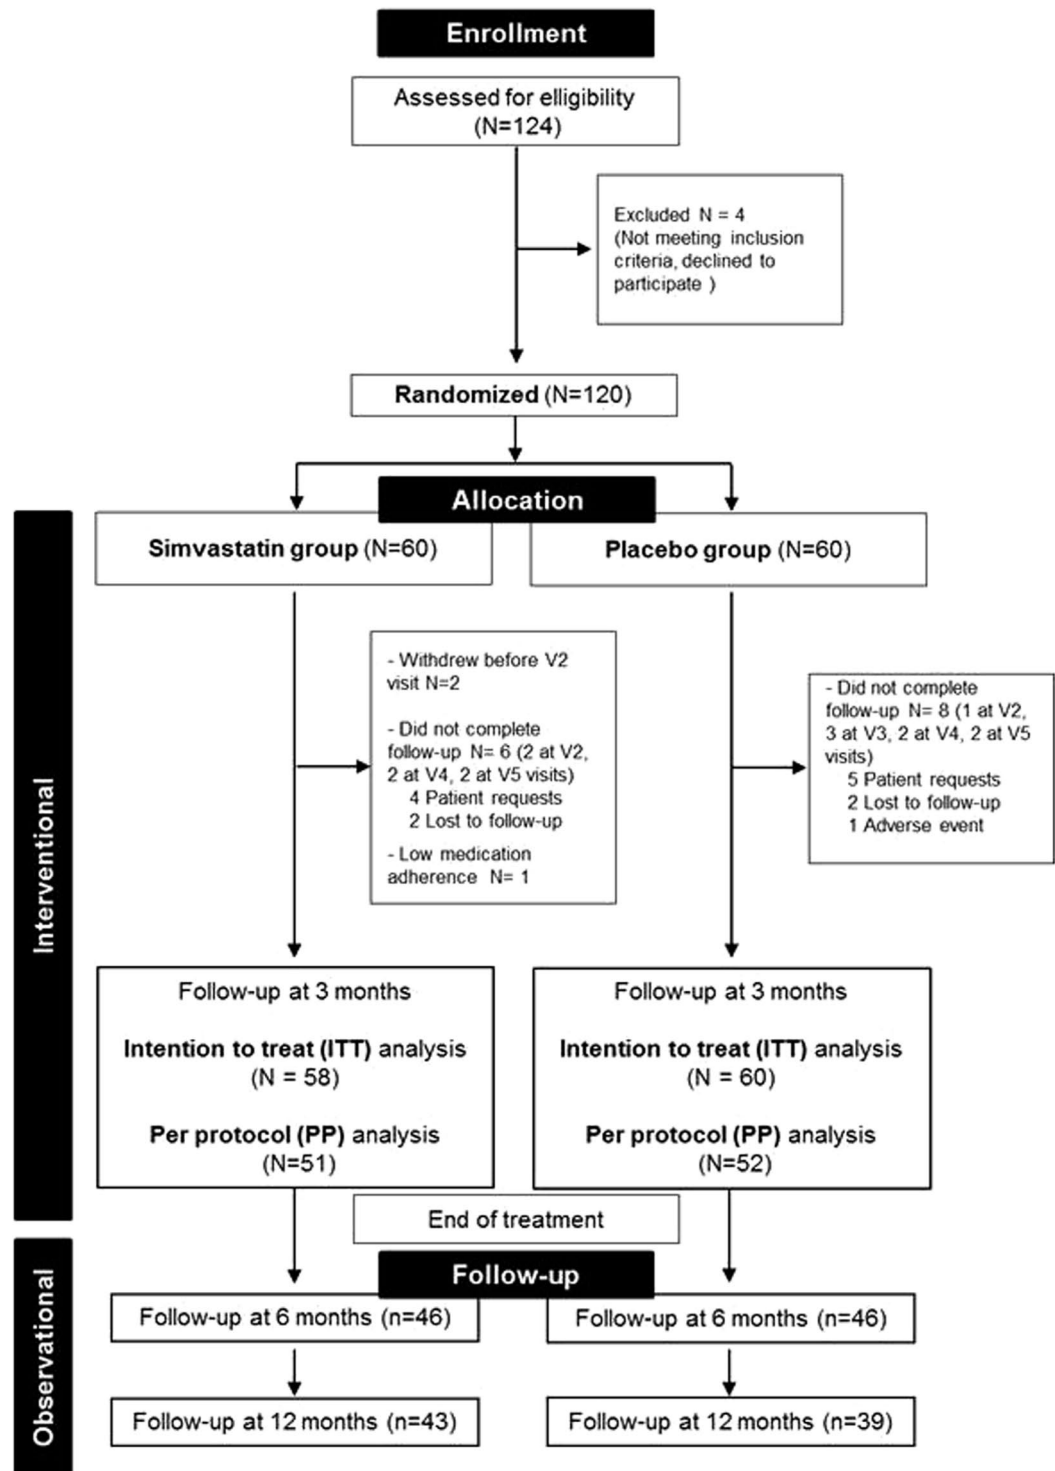 Enrollment
Assessed for elligibility
(N=124)
Excluded N = 4
(Not meeting inclusion
criteria, declined to
participate )
Randomized (N=120)
Allocation
Simvastatin group (N=60)
Placebo group (N=60)
Interventional
- Withdrew before V2
visit N=2
- Did not complete
follow-up N= 6 (2 at V2,
2 at V4, 2 at V5 visits)
4 Patient requests
2 Lost to follow-up
- Low medication
adherence N= 1
- Did not complete
follow-up N= 8 (1 at V2,
3 at V3, 2 at V4, 2 at V5
visits)
5 Patient requests
2 Lost to follow-up
1 Adverse event
Follow-up at 3 months
Intention to treat (ITT) analysis
(N = 58)
Per protocol (PP) analysis
(N=51)
Follow-up at 3 months
Intention to treat (ITT) analysis
(N = 60)
Per protocol (PP) analysis
(N=52)
End of treatment
Follow-up
Observational
Follow-up at 6 months (n=46)
Follow-up at 6 months (n=46)
Follow-up at 12 months (n=43)
Follow-up at 12 months (n=39)